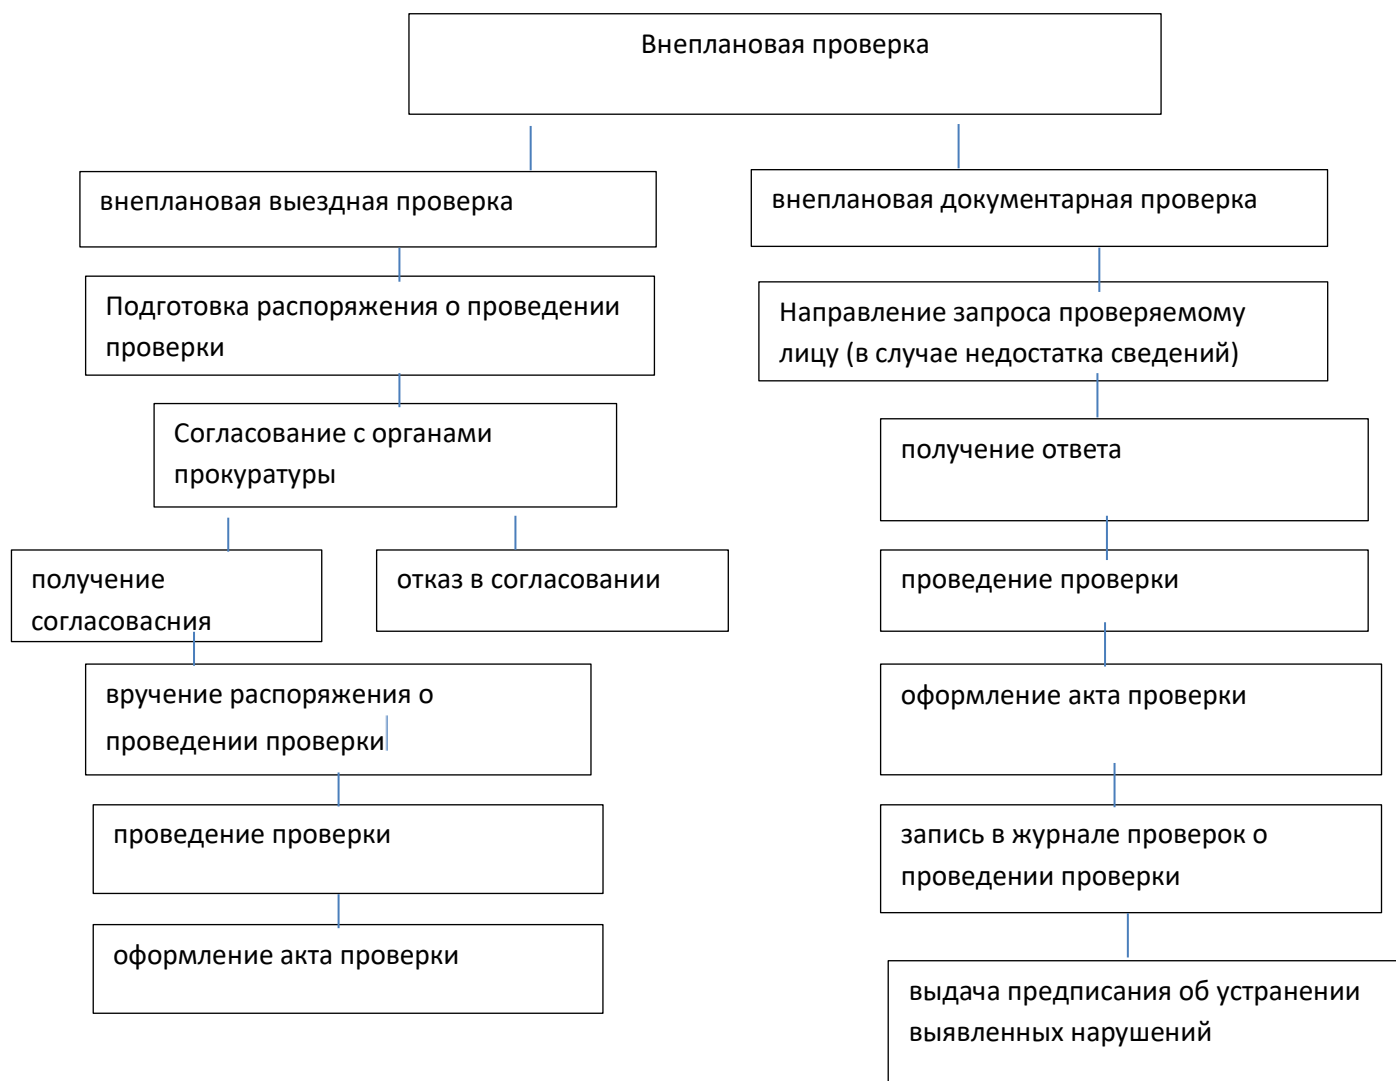 Внеплановая проверка
внеплановая выездная проверка
внеплановая документарная проверка
Подготовка распоряжения о проведении
проверки
Направление запроса проверяемому
лицу (в случае недостатка сведений)
Согласование с органами
прокуратуры
получение ответа
получение
согласовасния
отказ в согласовании
проведение проверки
вручение распоряжения о
проведении проверки
оформление акта проверки
проведение проверки
запись в журнале проверок о
проведении проверки
оформление акта проверки
выдача предписания об устранении
выявленных нарушений